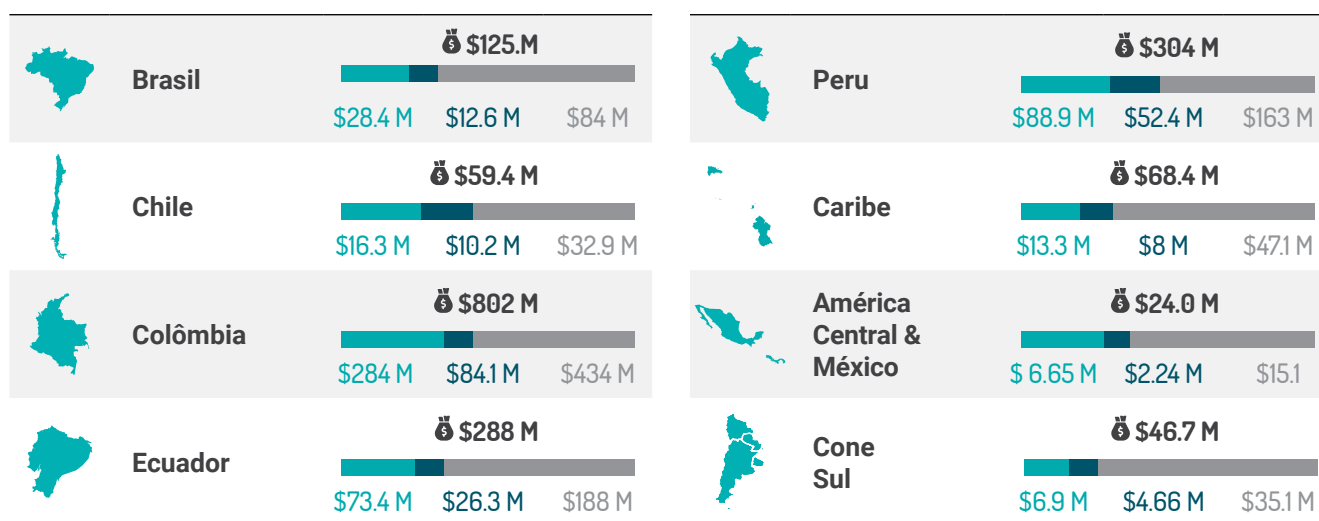 $125.M
Brasil
$28.4 M $12.6 M $84 M
$59.4 M
Chile
$16.3 M $10.2 M $32.9 M
$802 M
Colômbia
$284 M $84.1 M $434 M
$288 M
Ecuador
$73.4 M $26.3 M $188 M
$304 M
Peru
$88.9 M $52.4 M $163 M
$68.4 M
Caribe
$13.3 M $8 M $47.1 M
$24.0 M
América
Central &
México
$ 6.65 M $2.24 M $15.1
$46.7 M
Cone
Sul
$6.9 M $4.66 M $35.1 M